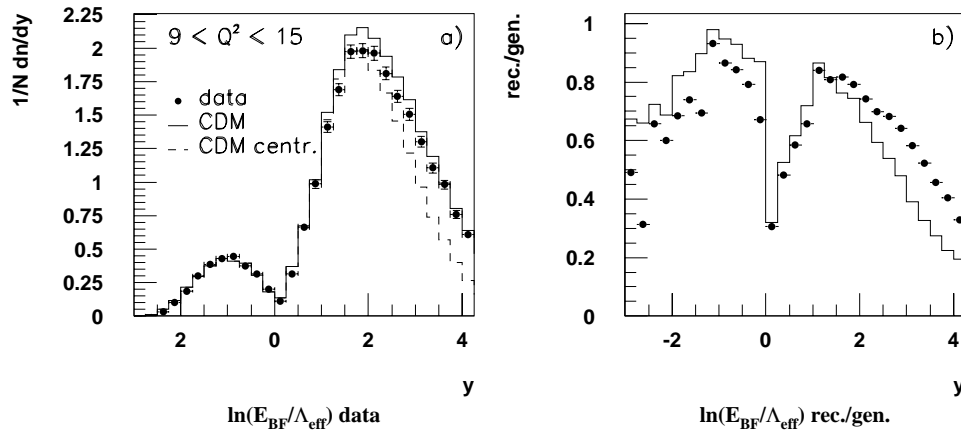 1/N dn/dy
2.25
2
1.75
1.5
1.25
1
0.75
0.5
0.25
0
9 < Q² < 15
a)
data
CDM
CDM centr.
2
0
2
4
y
ln(E_BF/Λ_eff) data
rec./gen.
1
0.8
0.6
0.4
0.2
0
b)
-2
0
2
4
y
ln(E_BF/Λ_eff) rec./gen.